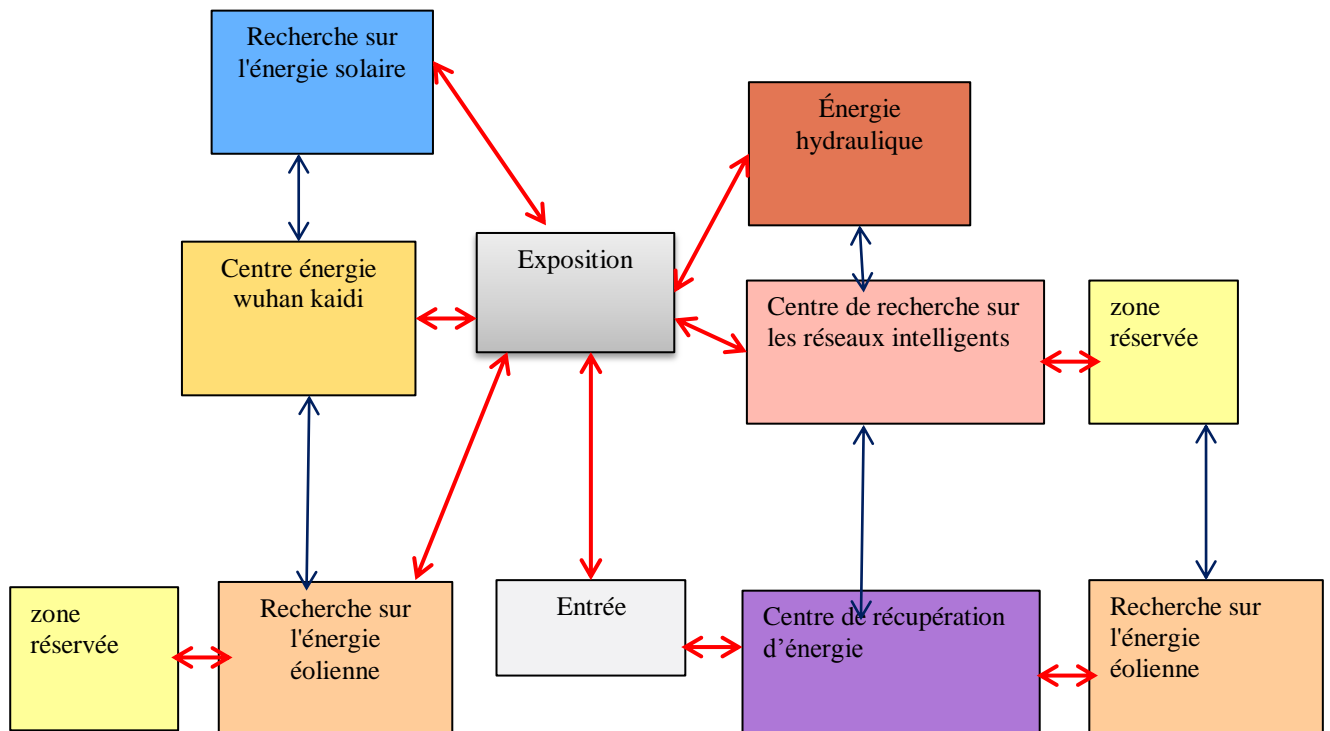 Recherche sur
l'énergie solaire
Énergie
hydraulique
Centre énergie
wuhan kaidi
Exposition
Centre de recherche sur
les réseaux intelligents
zone
réservée
zone
réservée
Recherche sur
l'énergie
éolienne
Entrée
Centre de récupération
d’énergie
Recherche sur
l'énergie
éolienne